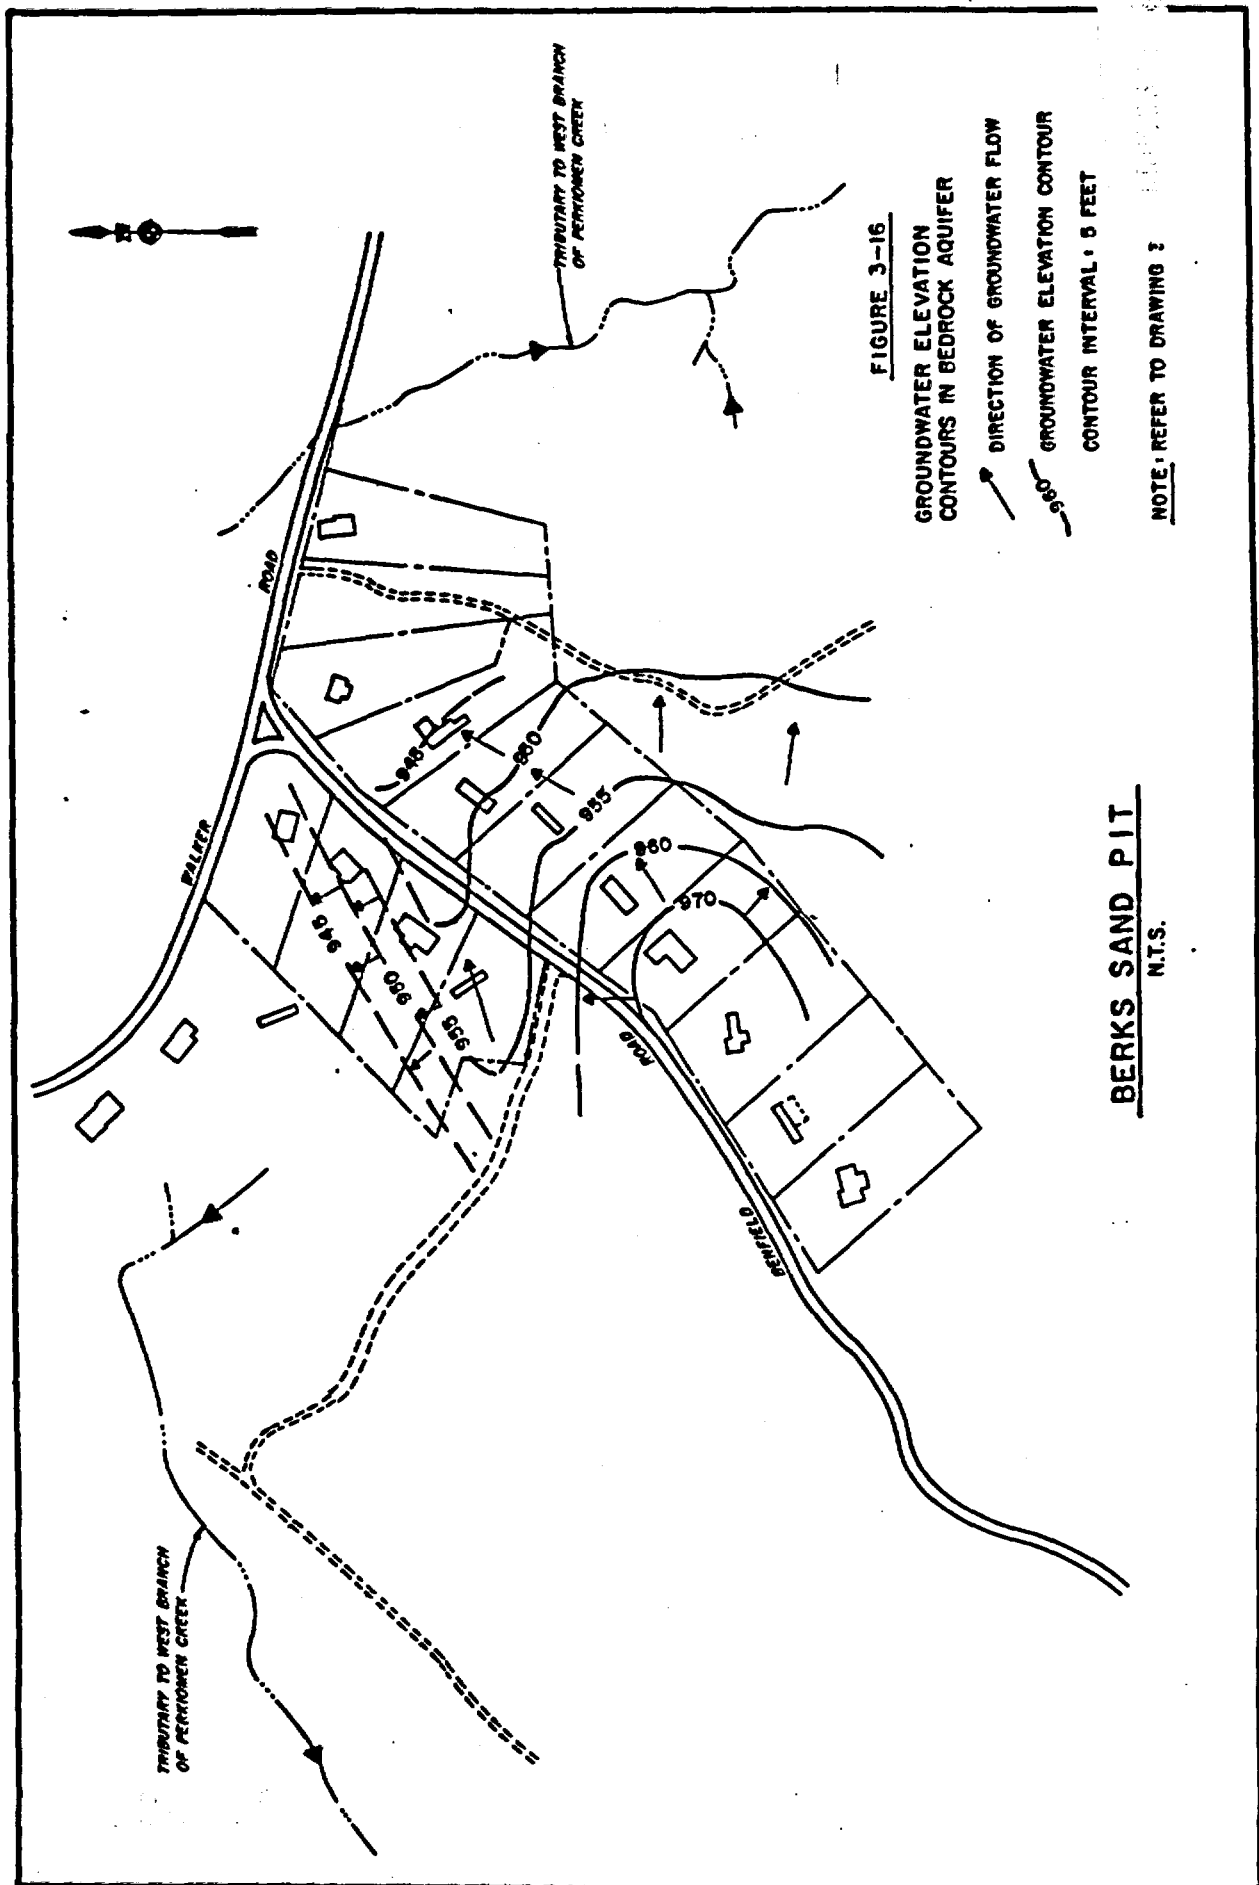 TRIBUTARY TO WEST BRANCH
OF PERKIOMEN CREEK
TRIBUTARY TO WEST BRANCH
OF PERKIOMEN CREEK
N
WALKER
ROAD
945
950
955
945
950
955
960
970
ROAD
BENFIELD
FIGURE 3-16
GROUNDWATER ELEVATION
CONTOURS IN BEDROCK AQUIFER
DIRECTION OF GROUNDWATER FLOW
960
GROUNDWATER ELEVATION CONTOUR
CONTOUR INTERVAL: 5 FEET
NOTE: REFER TO DRAWING 2
BERKS SAND PIT
N.T.S.